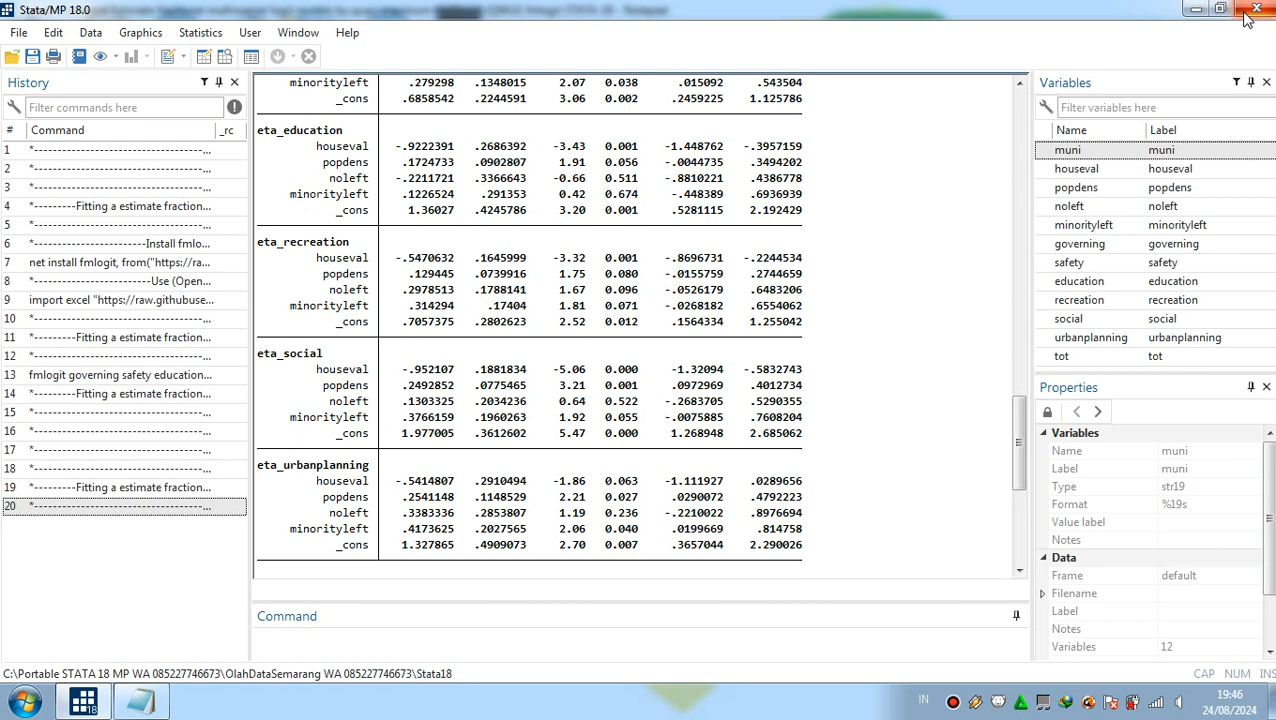 Stata/MP 18.0
File Edit Data Graphics Statistics User Window Help
History
Filter commands here
# Command _rc
1 *----------------------------------...
2 *----------------------------------...
3 *----------------------------------...
4 *---------Fitting a estimate fraction...
5 *----------------------------------...
6 *-----------------------Install fmlo...
7 net install fmlogit, from("https://ra...
8 *-----------------------Use (Open...
9 import excel "https://raw.githubuse...
10 *----------------------------------...
11 *---------Fitting a estimate fraction...
12 *----------------------------------...
13 fmlogit governing safety education...
14 *---------Fitting a estimate fraction...
15 *----------------------------------...
16 *----------------------------------...
17 *----------------------------------...
18 *----------------------------------...
19 *---------Fitting a estimate fraction...
20 *----------------------------------...
minorityleft .279298 .1348015 2.07 0.038 .015092 .543504
_cons .6858542 .2244591 3.06 0.002 .2459225 1.125786
eta_education
houseval -.9222391 .2686392 -3.43 0.001 -1.448762 -.3957159
popdens .1724733 .0902807 1.91 0.056 -.0044735 .3494202
noleft -.2211721 .3366643 -0.66 0.511 -.8810221 .4386778
minorityleft .1226524 .291353 0.42 0.674 -.448389 .6936939
_cons 1.36027 .4245786 3.20 0.001 .5281115 2.192429
eta_recreation
houseval -.5470632 .1645999 -3.32 0.001 -.8696731 -.2244534
popdens .129445 .0739916 1.75 0.080 -.0155759 .2744659
noleft .2978513 .1788141 1.67 0.096 -.0526179 .6483206
minorityleft .314294 .17404 1.81 0.071 -.0268182 .6554062
_cons .7057375 .2802623 2.52 0.012 .1564334 1.255042
eta_social
houseval -.952107 .1881834 -5.06 0.000 -1.32094 -.5832743
popdens .2492852 .0775465 3.21 0.001 .0972969 .4012734
noleft .1303325 .2034236 0.64 0.522 -.2683705 .5290355
minorityleft .3766159 .1960263 1.92 0.055 -.0075885 .7608204
_cons 1.977005 .3612602 5.47 0.000 1.268948 2.685062
eta_urbanplanning
houseval -.5414807 .2910494 -1.86 0.063 -1.111927 .0289656
popdens .2541148 .1148529 2.21 0.027 .0290072 .4792223
noleft .3383336 .2853807 1.19 0.236 -.2210022 .8976694
minorityleft .4173625 .2027565 2.06 0.040 .0199669 .814758
_cons 1.327865 .4909073 2.70 0.007 .3657044 2.290026
Command
Variables
Filter variables here
Name Label
muni muni
houseval houseval
popdens popdens
noleft noleft
minorityleft minorityleft
governing governing
safety safety
education education
recreation recreation
social social
urbanplanning urbanplanning
tot tot
Properties
Variables
Name muni
Label muni
Type str19
Format %19s
Value label
Notes
Data
Frame default
Filename
Label
Notes
Variables 12
C:\Portable STATA 18 MP WA 085227746673\OlahDataSemarang WA 085227746673\Stata18
CAP NUM INS
18
IN
19:46
24/08/2024